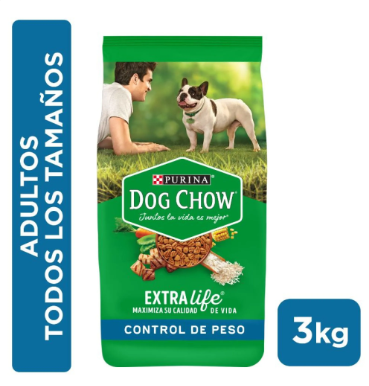 ADULTOS
TODOS LOS TAMAÑOS
PURINA
DOG CHOW
Juntos la vida es mejor
EXTRA life
MAXIMIZA SU CALIDAD DE VIDA
CONTROL DE PESO
3kg